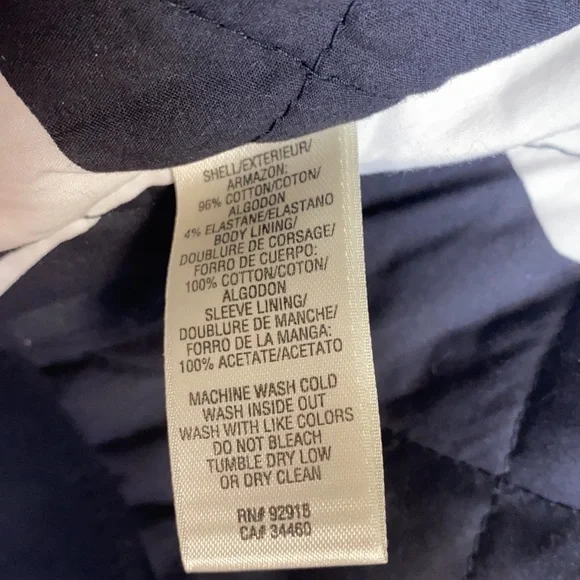 SHELL/EXTERIEUR/
ARMAZON:
96% COTTON/COTON/
ALGODON
4% ELASTANE/ELASTANO
BODY LINING/
DOUBLURE DE CORSAGE/
FORRO DE CUERPO:
100% COTTON/COTON/
ALGODON
SLEEVE LINING/
DOUBLURE DE MANCHE/
FORRO DE LA MANGA:
100% ACETATE/ACETATO
MACHINE WASH COLD
WASH INSIDE OUT
WASH WITH LIKE COLORS
DO NOT BLEACH
TUMBLE DRY LOW
OR DRY CLEAN
RN# 92915
CA# 34460